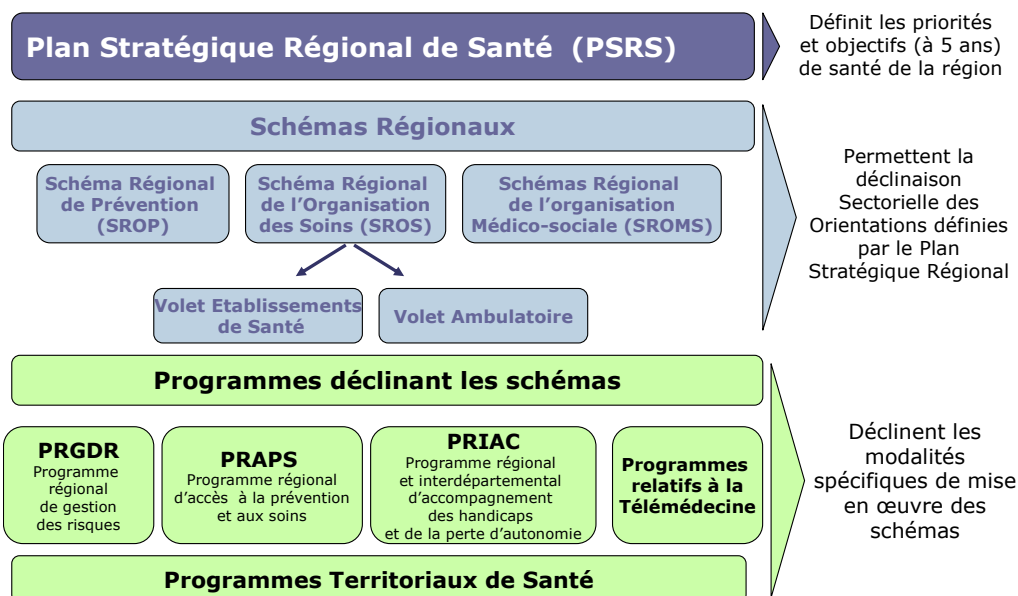 Plan Stratégique Régional de Santé (PSRS)
Définit les priorités
et objectifs (à 5 ans)
de santé de la région
Schémas Régionaux
Schéma Régional
de Prévention
(SROP)
Schéma Régional
de l'Organisation
des Soins (SROS)
Schémas Régional
de l'organisation
Médico-sociale (SROMS)
Volet Etablissements
de Santé
Volet Ambulatoire
Permettent la
déclinaison
Sectorielle des
Orientations définies
par le Plan
Stratégique Régional
Programmes déclinant les schémas
PRGDR
Programme
régional
de gestion
des risques
PRAPS
Programme régional
d'accès à la prévention
et aux soins
PRIAC
Programme régional
et interdépartemental
d'accompagnement
des handicaps
et de la perte d'autonomie
Programmes
relatifs à la
Télémédecine
Déclinent les
modalités
spécifiques de mise
en œuvre des
schémas
Programmes Territoriaux de Santé